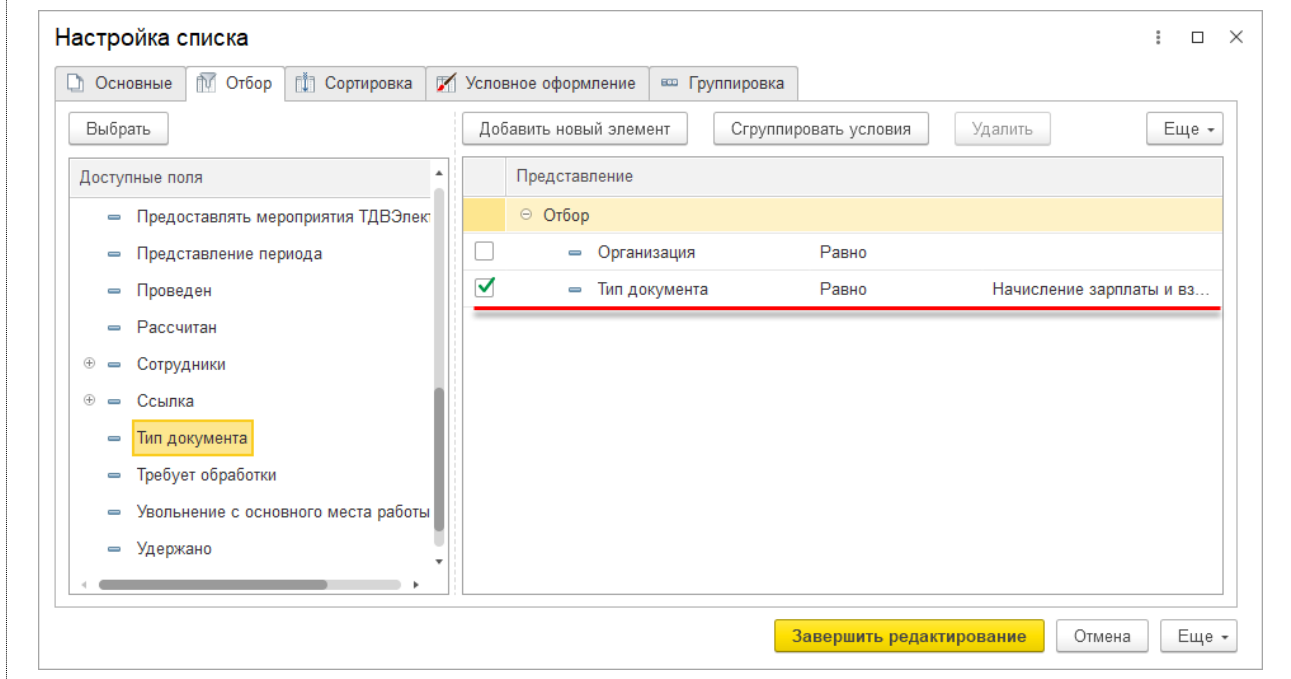 Настройка списка
Основные Отбор Сортировка Условное оформление Группировка
Выбрать Добавить новый элемент Сгруппировать условия Удалить Еще
Доступные поля Представление
Предоставлять мероприятия ТДВЭлект Отбор
Представление периода Организация Равно
Проведен Тип документа Равно Начисление зарплаты и вз...
Рассчитан
Сотрудники
Ссылка
Тип документа
Требует обработки
Увольнение с основного места работы
Удержано
Завершить редактирование Отмена Еще